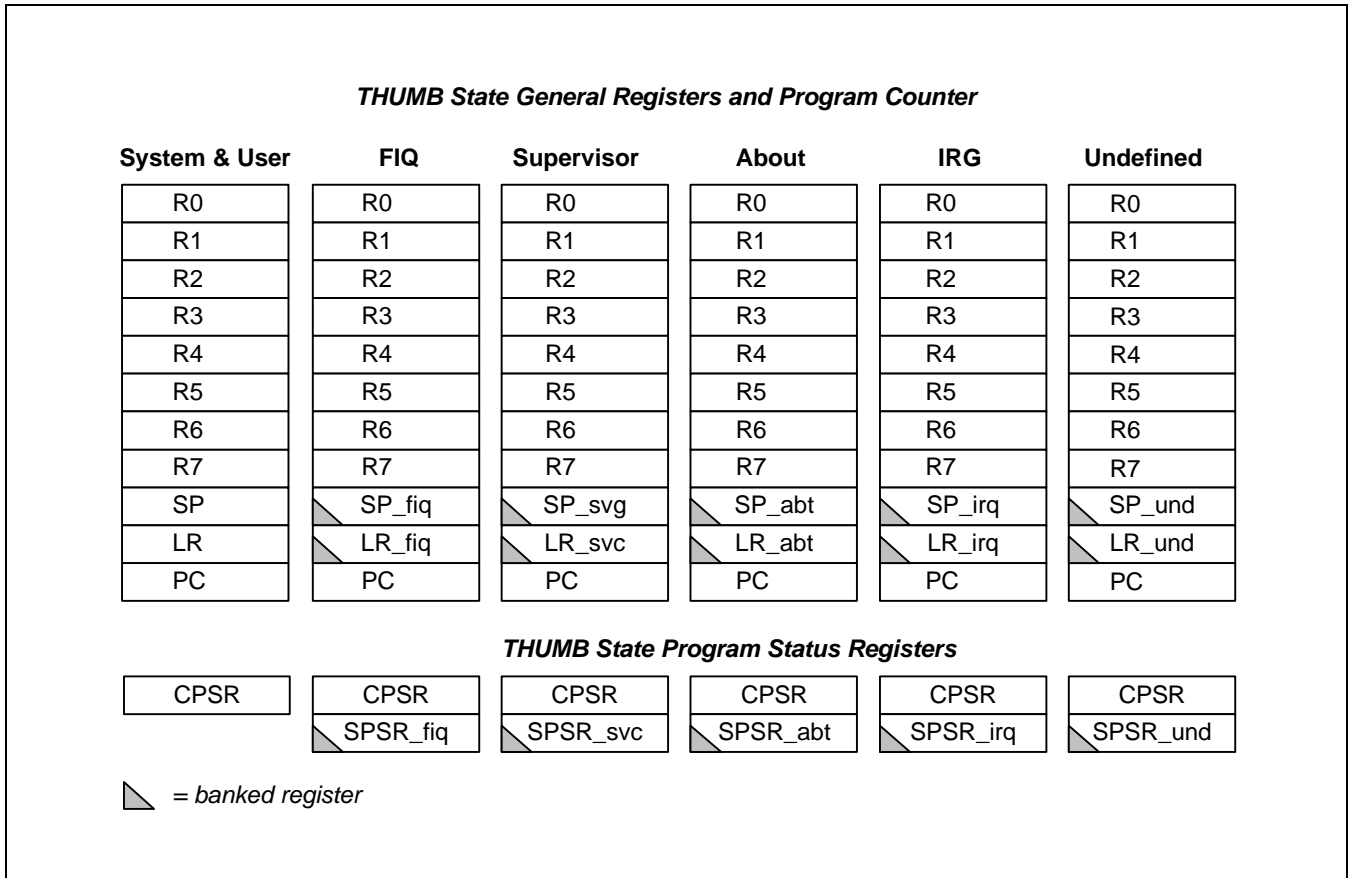 THUMB State General Registers and Program Counter
System & User FIQ Supervisor About IRG Undefined
R0 R0 R0 R0 R0 R0
R1 R1 R1 R1 R1 R1
R2 R2 R2 R2 R2 R2
R3 R3 R3 R3 R3 R3
R4 R4 R4 R4 R4 R4
R5 R5 R5 R5 R5 R5
R6 R6 R6 R6 R6 R6
R7 R7 R7 R7 R7 R7
SP SP_fiq SP_svg SP_abt SP_irq SP_und
LR LR_fiq LR_svc LR_abt LR_irq LR_und
PC PC PC PC PC PC
THUMB State Program Status Registers
CPSR CPSR CPSR CPSR CPSR CPSR
SPSR_fiq SPSR_svc SPSR_abt SPSR_irq SPSR_und
= banked register